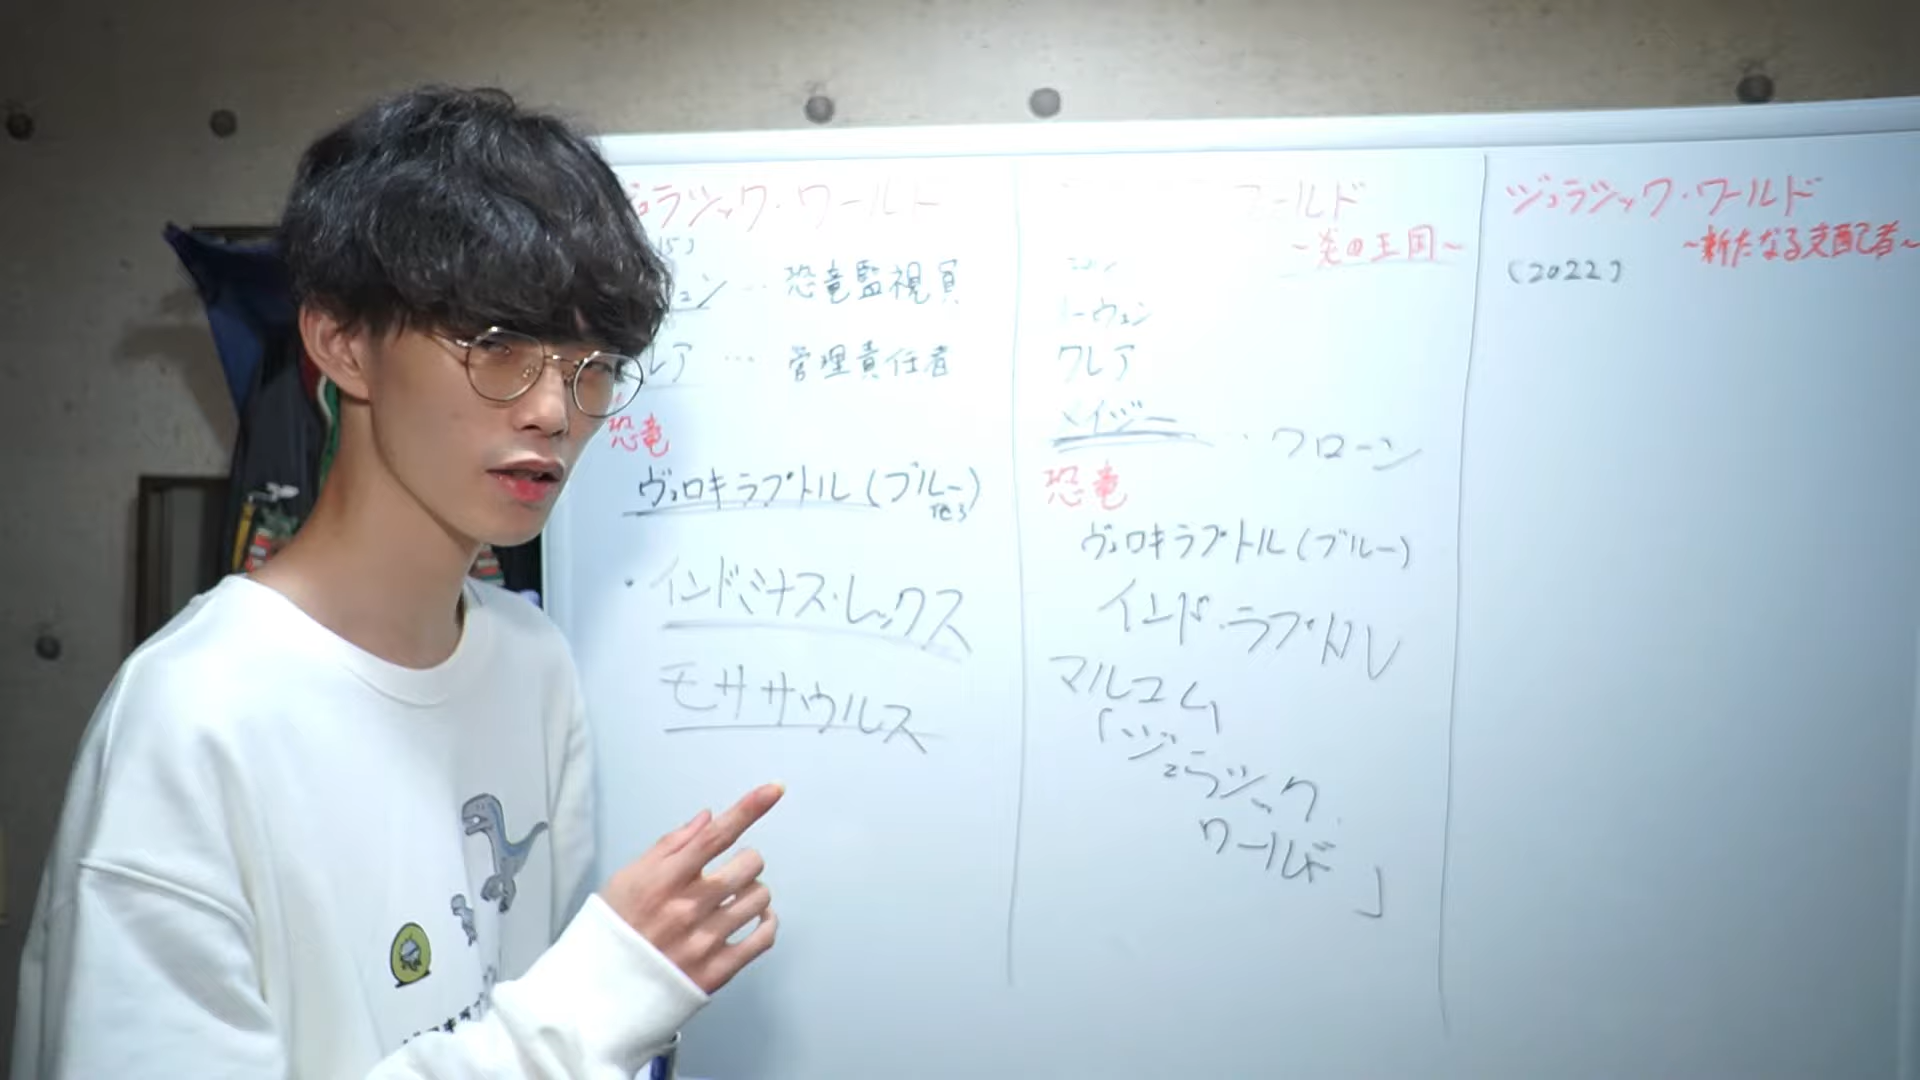 ラシック・ワールド
15)
ェン … 恐竜監視員
レア … 管理責任者
恐竜
ヴェロキラプトル(ブルー)
他3
・インドミナス・レックス
モササウルス
ワールド
~炎の王国~
オーウェン
クレア
メイジー ・クローン
恐竜
ヴェロキラプトル(ブルー)
インド・ラプトル
マルコム
「ジュラシック
ワールド」
ジュラシック・ワールド
~新たなる支配者~
(2022)